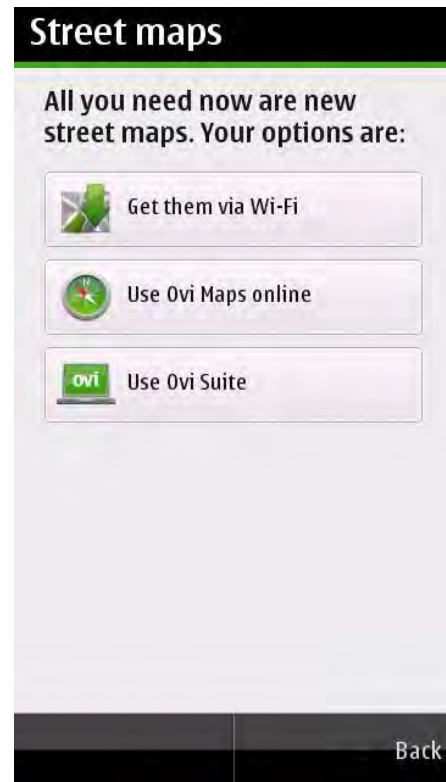 Street maps
All you need now are new
street maps. Your options are:
Get them via Wi-Fi
Use Ovi Maps online
ovi
Use Ovi Suite
Back